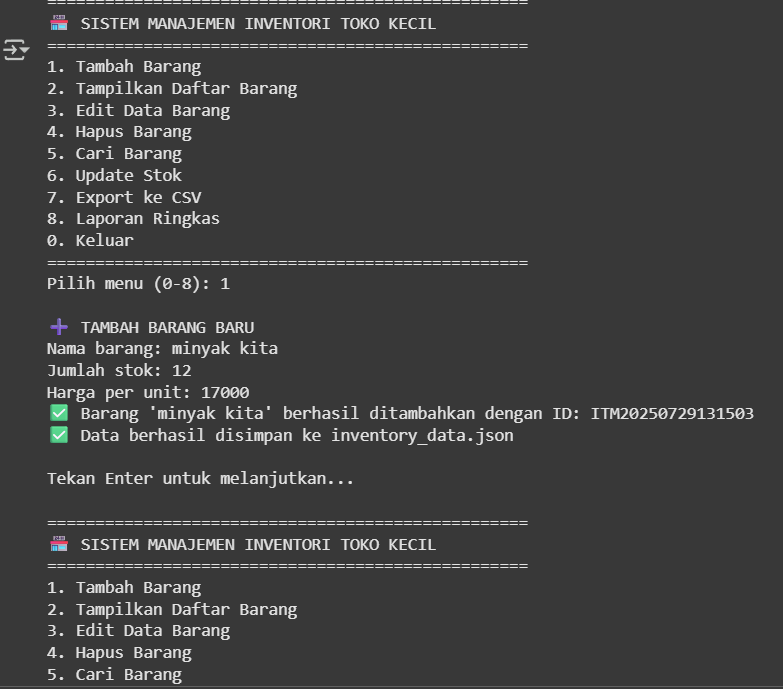 ==================================================
🏪 SISTEM MANAJEMEN INVENTORI TOKO KECIL
==================================================
1. Tambah Barang
2. Tampilkan Daftar Barang
3. Edit Data Barang
4. Hapus Barang
5. Cari Barang
6. Update Stok
7. Export ke CSV
8. Laporan Ringkas
0. Keluar
==================================================
Pilih menu (0-8): 1
➕ TAMBAH BARANG BARU
Nama barang: minyak kita
Jumlah stok: 12
Harga per unit: 17000
✅ Barang 'minyak kita' berhasil ditambahkan dengan ID: ITM20250729131503
✅ Data berhasil disimpan ke inventory_data.json
Tekan Enter untuk melanjutkan...
==================================================
🏪 SISTEM MANAJEMEN INVENTORI TOKO KECIL
==================================================
1. Tambah Barang
2. Tampilkan Daftar Barang
3. Edit Data Barang
4. Hapus Barang
5. Cari Barang